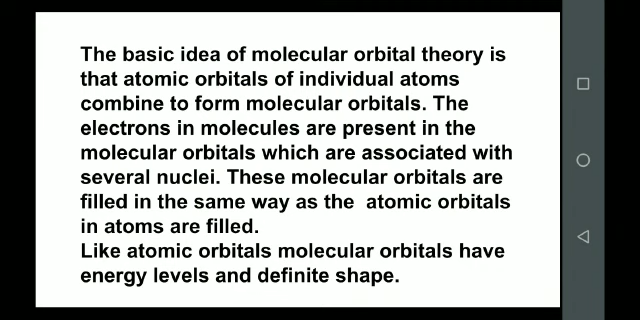 The basic idea of molecular orbital theory is
that atomic orbitals of individual atoms
combine to form molecular orbitals. The
electrons in molecules are present in the
molecular orbitals which are associated with
several nuclei. These molecular orbitals are
filled in the same way as the  atomic orbitals
in atoms are filled.
Like atomic orbitals molecular orbitals have
energy levels and definite shape.